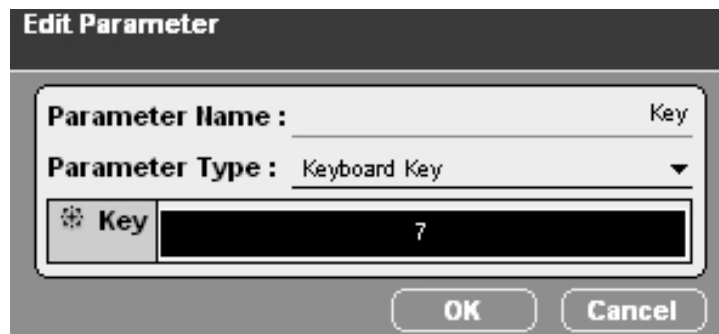 Edit Parameter
Parameter Name : Key
Parameter Type : Keyboard Key
Key 7
OK Cancel